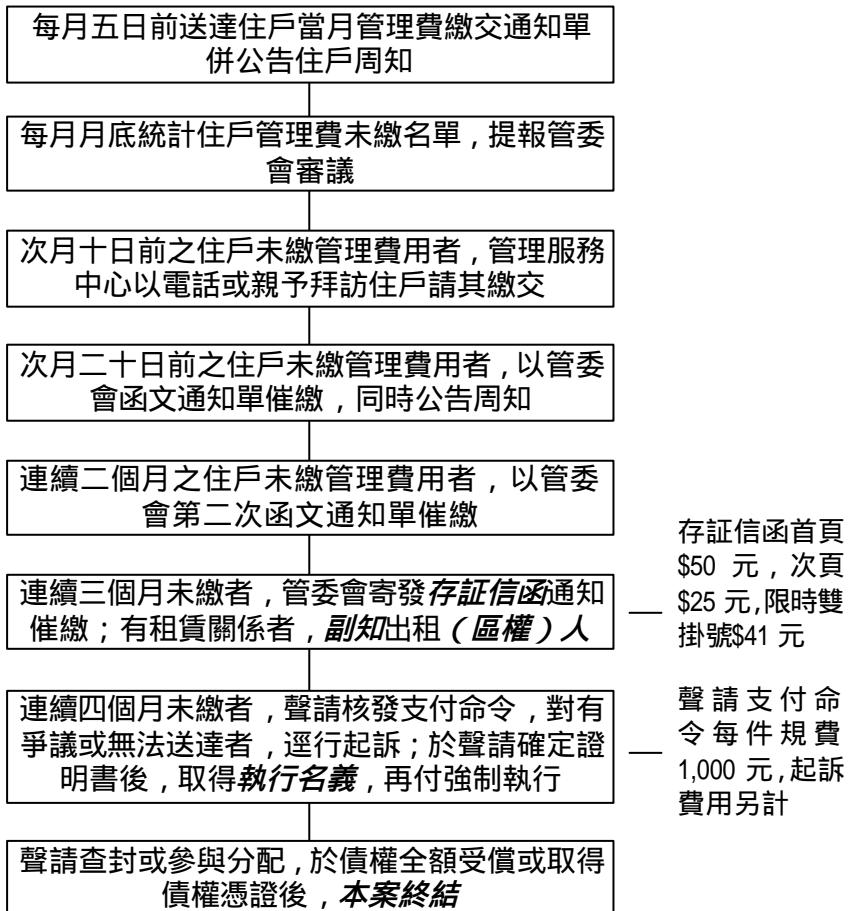 每月五日前送達住戶當月管理費繳交通知單
併公告住戶周知
每月月底統計住戶管理費未繳名單，提報管委
會審議
次月十日前之住戶未繳管理費用者，管理服務
中心以電話或親予拜訪住戶請其繳交
次月二十日前之住戶未繳管理費用者，以管委
會函文通知單催繳，同時公告周知
連續二個月之住戶未繳管理費用者，以管委
會第二次函文通知單催繳
連續三個月未繳者，管委會寄發存証信函通知
催繳；有租賃關係者，副知出租（區權）人
存証信函首頁
$50 元，次頁
$25 元，限時雙
掛號$41 元
連續四個月未繳者，聲請核發支付命令，對有
爭議或無法送達者，逕行起訴；於聲請確定證
明書後，取得執行名義，再付強制執行
聲請支付命
令每件規費
1,000 元，起訴
費用另計
聲請查封或參與分配，於債權全額受償或取得
債權憑證後，本案終結